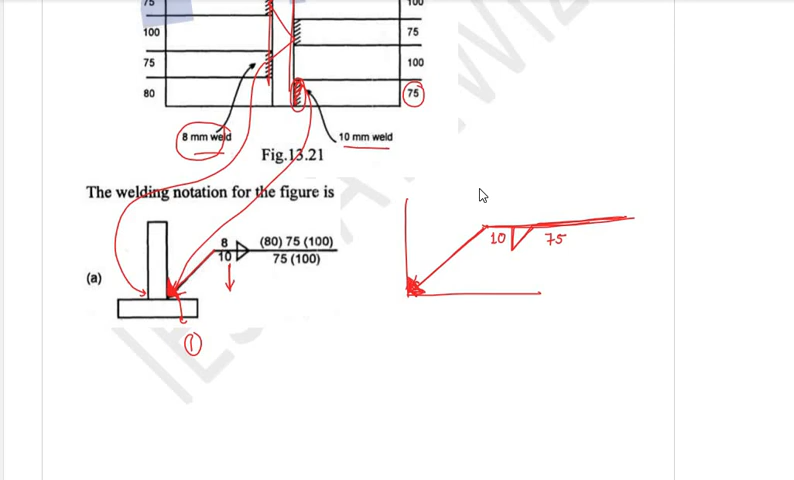 75
100
100
75
75
100
80
75
8 mm weld
10 mm weld
Fig.13.21
The welding notation for the figure is
8
(80) 75 (100)
10
75 (100)
(a)
1
10 75